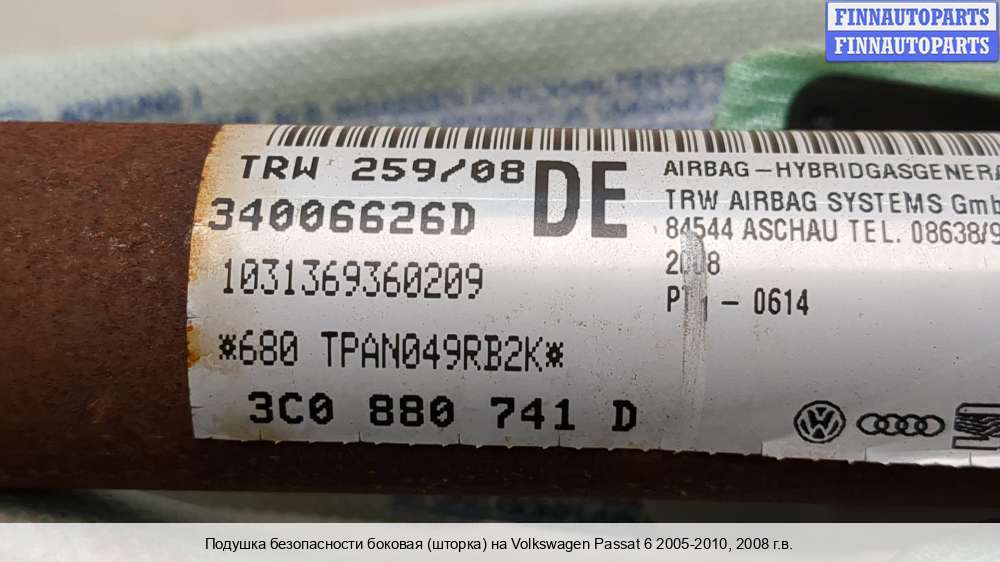 FINNAUTOPARTS
FINNAUTOPARTS
TRW 259/08
34006626D
DE
1031369360209
*680 TPAN049RB2K*
3C0 880 741 D
AIRBAG-HYBRIDGASGENERA
TRW AIRBAG SYSTEMS Gmb
84544 ASCHAU TEL. 08638/9
- 0614
Подушка безопасности боковая (шторка) на Volkswagen Passat 6 2005-2010, 2008 г.в.